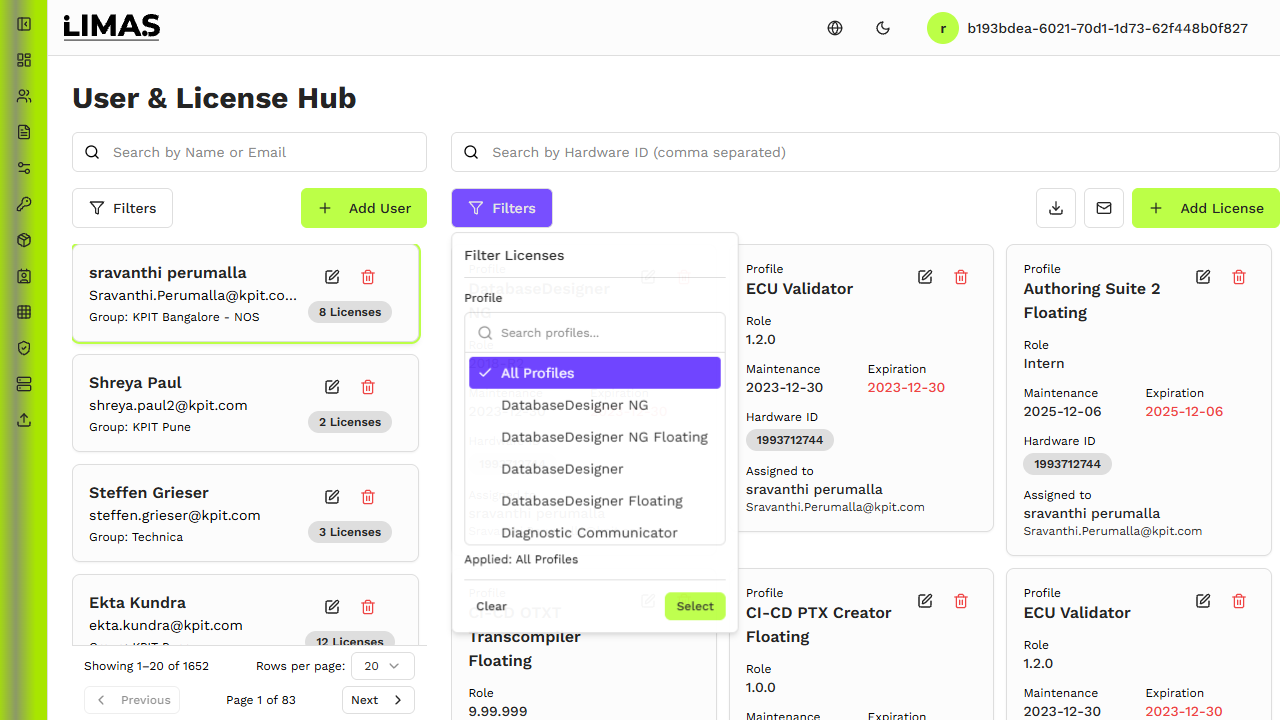 LIMAS
r
b193bdea-6021-70d1-1d73-62f448b0f827
User & License Hub
Search by Name or Email
Search by Hardware ID (comma separated)
Filters
Add User
Filters
Add License
sravanthi perumalla
Sravanthi.Perumalla@kpit.co...
Group: KPIT Bangalore - NOS
8 Licenses
Shreya Paul
shreya.paul2@kpit.com
Group: KPIT Pune
2 Licenses
Steffen Grieser
steffen.grieser@kpit.com
Group: Technica
3 Licenses
Ekta Kundra
ekta.kundra@kpit.com
12 Licenses
Showing 1–20 of 1652
Rows per page:
20
Previous
Page 1 of 83
Next
Filter Licenses
Profile
Search profiles...
All Profiles
DatabaseDesigner NG
DatabaseDesigner NG Floating
DatabaseDesigner
DatabaseDesigner Floating
Diagnostic Communicator
Applied: All Profiles
Clear
Select
Profile
DatabaseDesigner
NG
Profile
ECU Validator
Role
1.2.0
Maintenance
2023-12-30
Expiration
2023-12-30
Hardware ID
1993712744
Assigned to
sravanthi perumalla
Sravanthi.Perumalla@kpit.com
Profile
Authoring Suite 2
Floating
Role
Intern
Maintenance
2025-12-06
Expiration
2025-12-06
Hardware ID
1993712744
Assigned to
sravanthi perumalla
Sravanthi.Perumalla@kpit.com
Profile
CI-CD OTXT
Transcompiler
Floating
Role
9.99.999
Profile
CI-CD PTX Creator
Floating
Role
1.0.0
Maintenance
Expiration
Profile
ECU Validator
Role
1.2.0
Maintenance
2023-12-30
Expiration
2023-12-30